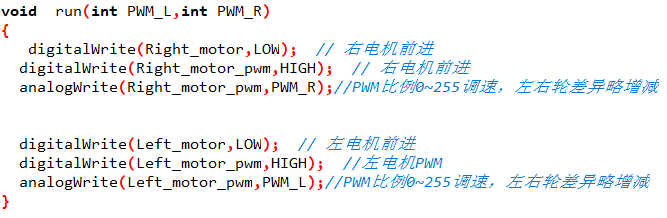 void  run(int PWM_L,int PWM_R)
{
digitalWrite(Right_motor,LOW);  // 右电机前进
digitalWrite(Right_motor_pwm,HIGH);  // 右电机前进
analogWrite(Right_motor_pwm,PWM_R);//PWM比例0~255调速，左右轮差异略增减
digitalWrite(Left_motor,LOW);  // 左电机前进
digitalWrite(Left_motor_pwm,HIGH);  //左电机PWM
analogWrite(Left_motor_pwm,PWM_L);//PWM比例0~255调速，左右轮差异略增减
}